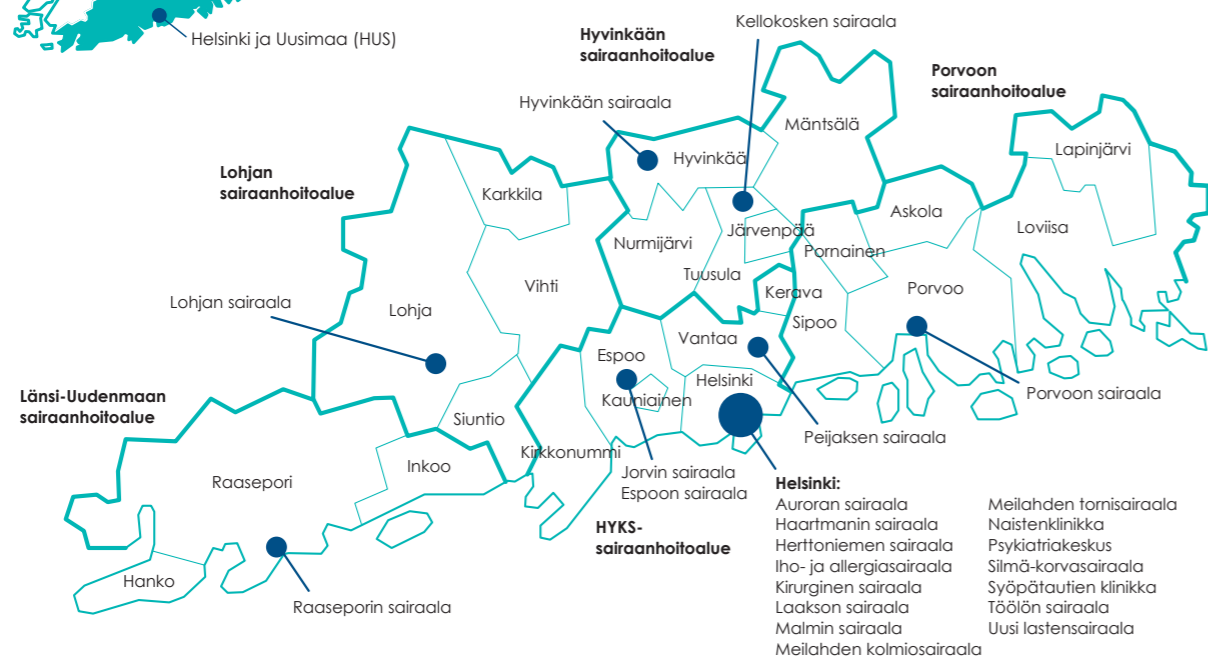 Helsinki ja Uusimaa (HUS)
Kellokosken sairaala
Hyvinkään
sairaanhoitoalue
Porvoon
sairaanhoitoalue
Hyvinkään sairaala
Mäntsälä
Lapinjärvi
Hyvinkää
Lohjan
sairaanhoitoalue
Karkkila
Askola
Järvenpää
Loviisa
Nurmijärvi
Pornainen
Tuusula
Vihti
Kerava
Porvoo
Lohjan sairaala
Lohja
Sipoo
Vantaa
Espoo
Helsinki
Porvoon sairaala
Länsi-Uudenmaan
sairaanhoitoalue
Kauniainen
Siuntio
Peijaksen sairaala
Kirkkonummi
Inkoo
Jorvin sairaala
Espoon sairaala
Raasepori
HYKS-
sairaanhoitoalue
Hanko
Raaseporin sairaala
Helsinki:
Auroran sairaala
Haartmanin sairaala
Herttoniemen sairaala
Iho- ja allergiasairaala
Kirurginen sairaala
Laakson sairaala
Malmin sairaala
Meilahden kolmiosairaala
Meilahden tornisairaala
Naistenklinikka
Psykiatriakeskus
Silmä-korvasairaala
Syöpätautien klinikka
Töölön sairaala
Uusi lastensairaala